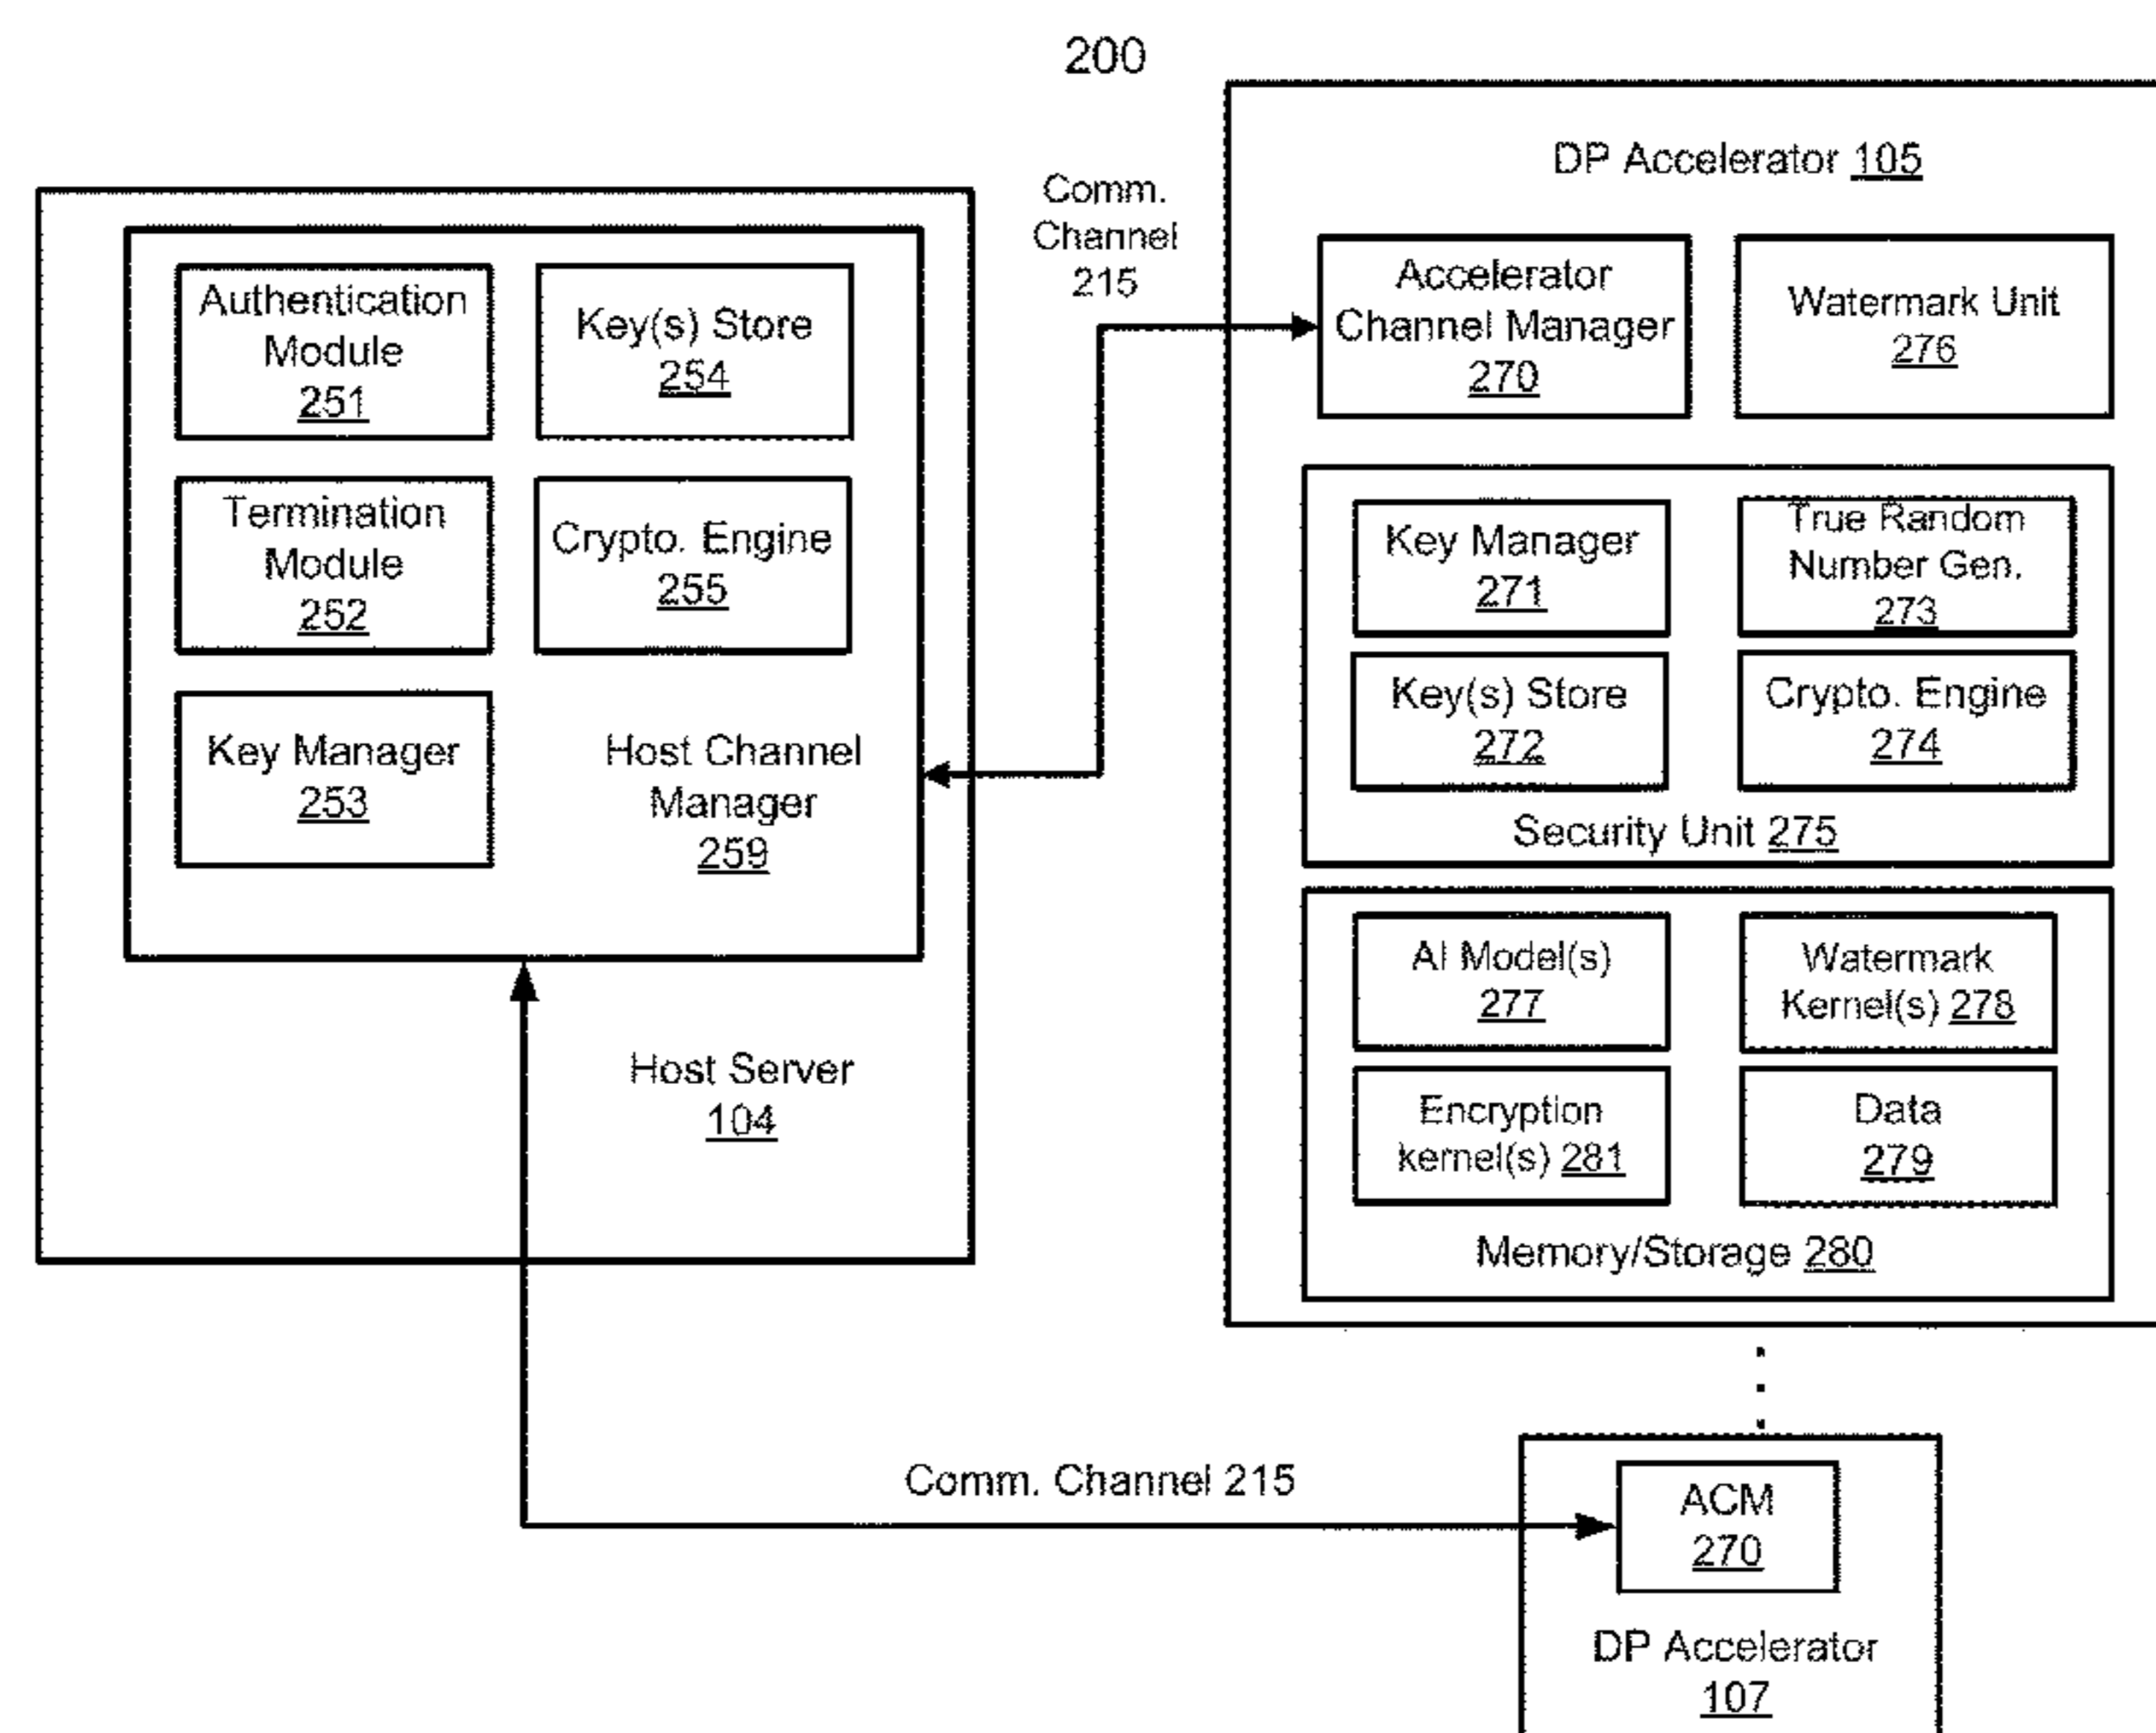 200
Authentication
Module
251
Key(s) Store
254
Termination
Module
252
Crypto. Engine
255
Key Manager
253
Host Channel
Manager
259
Host Server
104
Comm.
Channel
215
DP Accelerator 105
Accelerator
Channel Manager
270
Watermark Unit
276
Key Manager
271
True Random
Number Gen.
273
Key(s) Store
272
Crypto. Engine
274
Security Unit 275
AI Model(s)
277
Watermark
Kernel(s) 278
Encryption
kernel(s) 281
Data
279
Memory/Storage 280
Comm. Channel 215
ACM
270
DP Accelerator
107